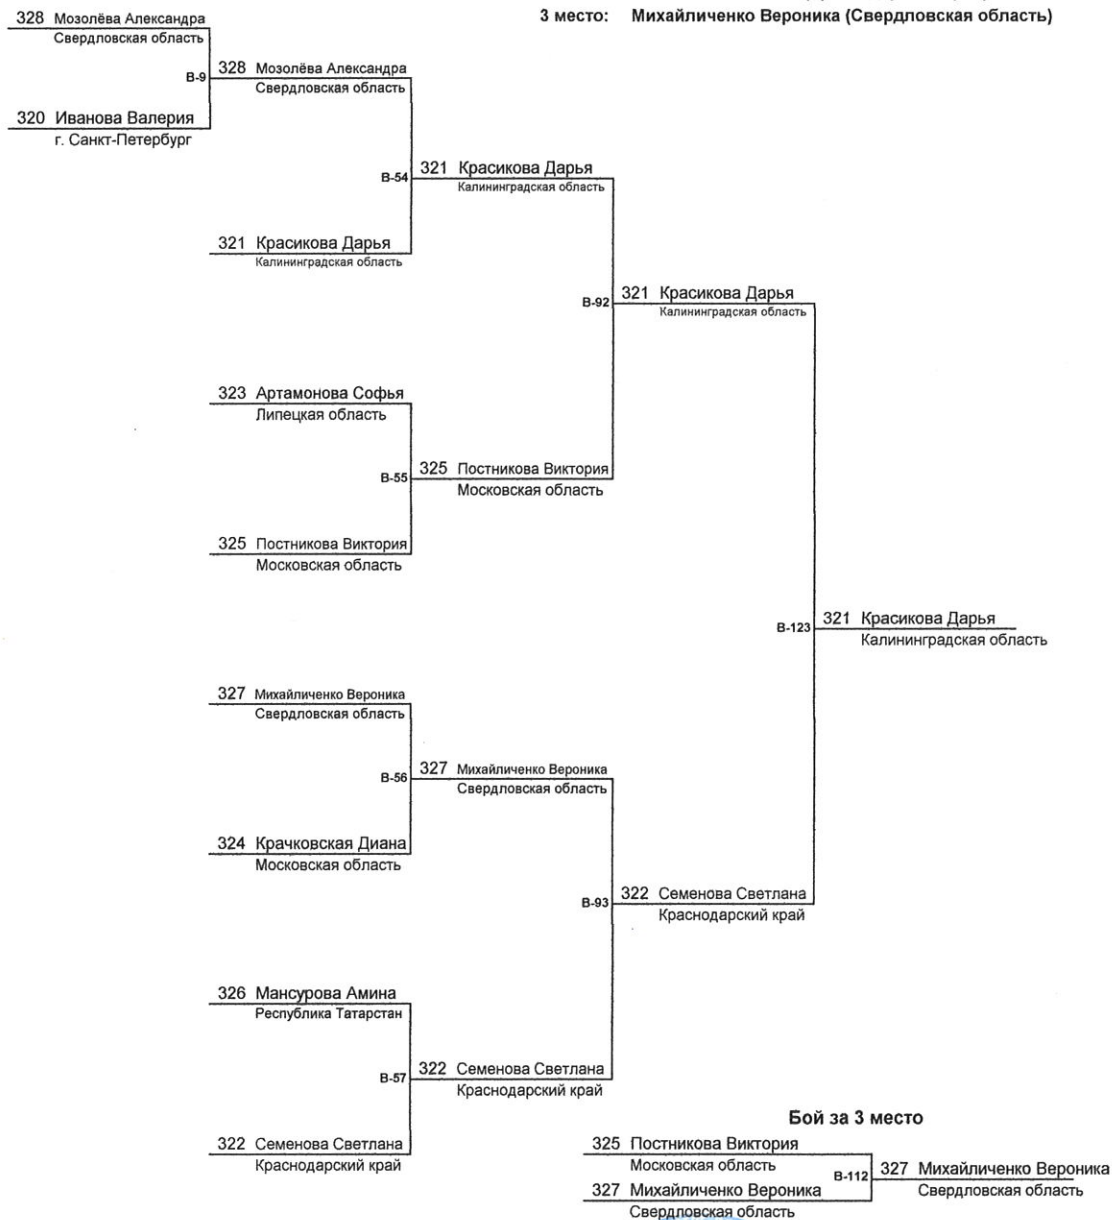 3 место: Михайличенко Вероника (Свердловская область)
328 Мозолёва Александра
Свердловская область
B-9
328 Мозолёва Александра
Свердловская область
320 Иванова Валерия
г. Санкт-Петербург
B-54
321 Красикова Дарья
Калининградская область
321 Красикова Дарья
Калининградская область
B-92
321 Красикова Дарья
Калининградская область
323 Артамонова Софья
Липецкая область
B-55
325 Постникова Виктория
Московская область
325 Постникова Виктория
Московская область
B-123
321 Красикова Дарья
Калининградская область
327 Михайличенко Вероника
Свердловская область
B-56
327 Михайличенко Вероника
Свердловская область
324 Крачковская Диана
Московская область
B-93
322 Семенова Светлана
Краснодарский край
326 Мансурова Амина
Республика Татарстан
B-57
322 Семенова Светлана
Краснодарский край
322 Семенова Светлана
Краснодарский край
Бой за 3 место
325 Постникова Виктория
Московская область
B-112
327 Михайличенко Вероника
Свердловская область
327 Михайличенко Вероника
Свердловская область